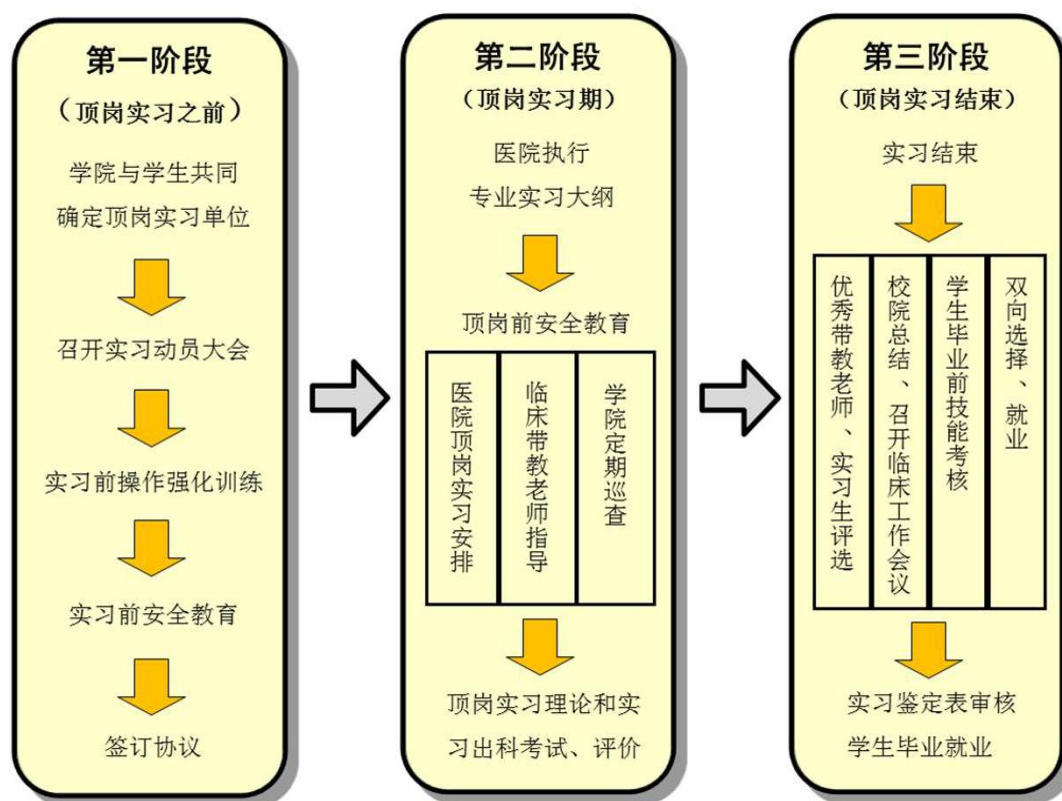 第一阶段
（顶岗实习之前）
学院与学生共同
确定顶岗实习单位
召开实习动员大会
实习前操作强化训练
实习前安全教育
签订协议
第二阶段
（顶岗实习期）
医院执行
专业实习大纲
顶岗前安全教育
医院顶岗实习安排
临床带教老师指导
学院定期巡查
顶岗实习理论和实
习出科考试、评价
第三阶段
（顶岗实习结束）
实习结束
优秀带教老师、实习生评选
校院总结、召开临床工作会议
学生毕业前技能考核
双向选择、就业
实习鉴定表审核
学生毕业就业